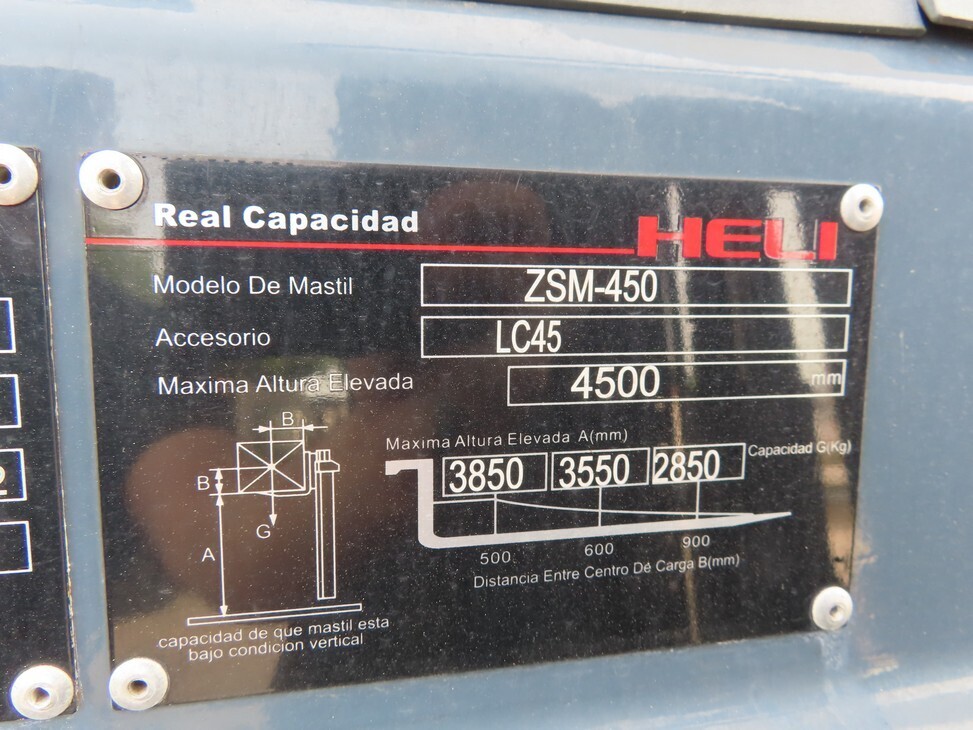 Real Capacidad
HELI
Modelo De Mastil ZSM-450
Accesorio LC45
Maxima Altura Elevada 4500 mm
B
B
G
A
Maxima Altura Elevada A(mm)
3850 3550 2850 Capacidad G(Kg)
500 600 900
Distancia Entre Centro De Carga B(mm)
capacidad de que mastil esta
bajo condicion vertical
2